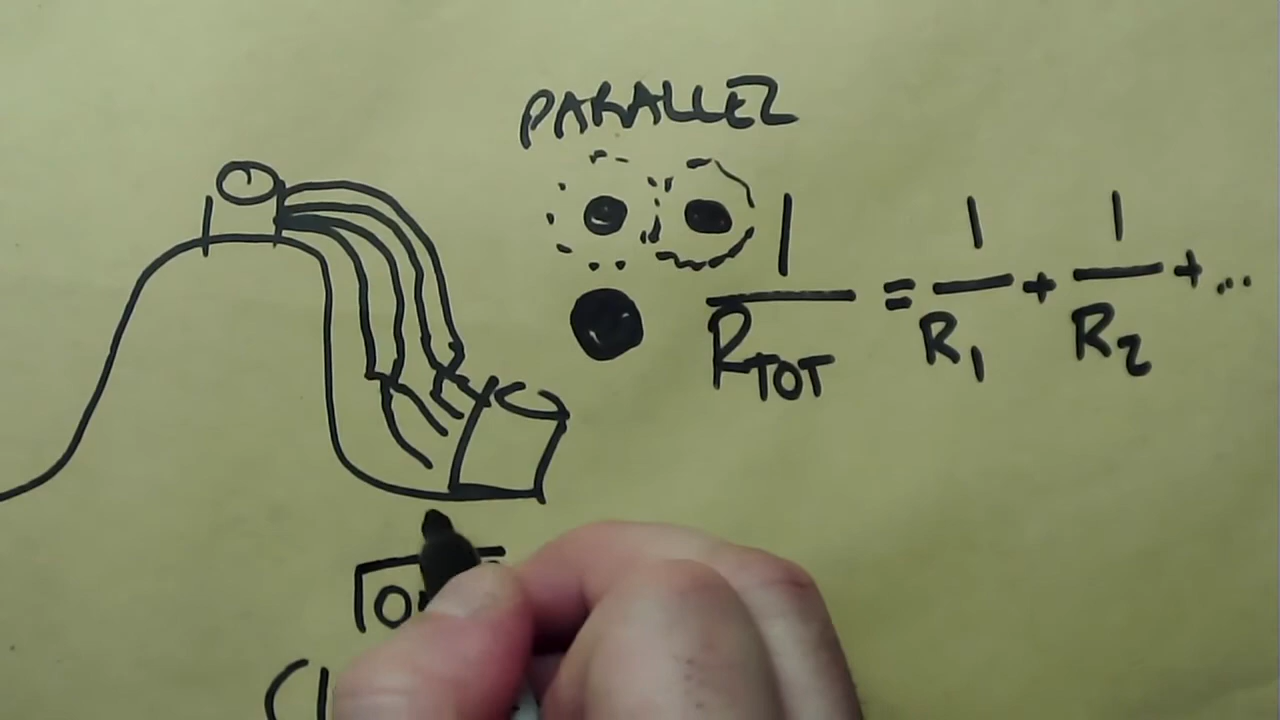 PARALLEL
1/R_TOT = 1/R_1 + 1/R_2 + ...